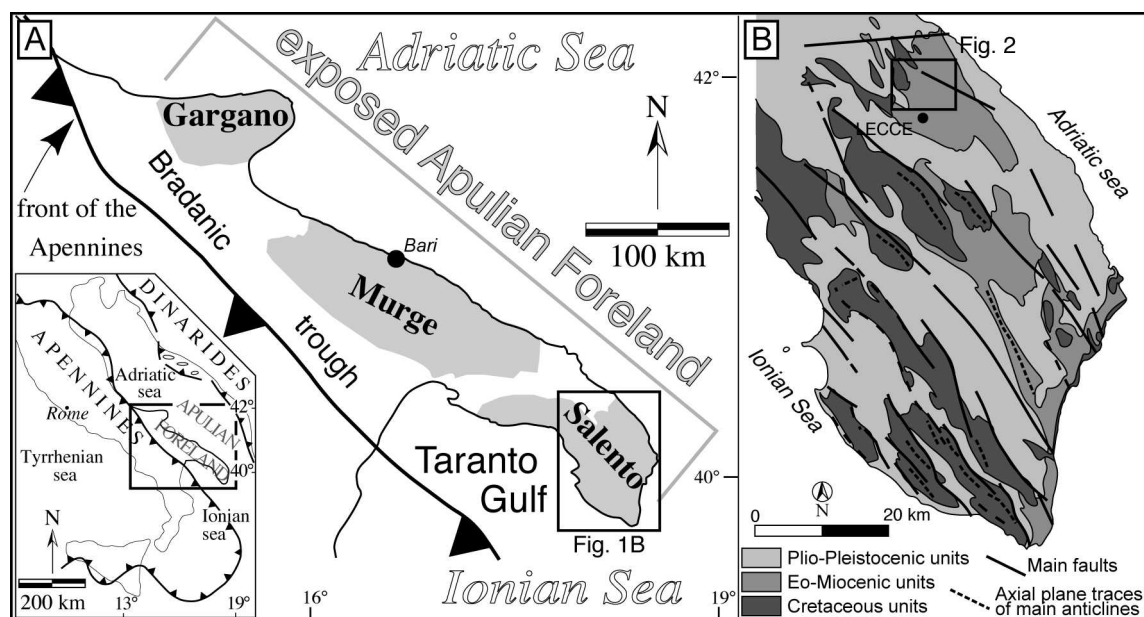 A
Adriatic Sea
exposed Apulian Foreland
42°
N
100 km
Gargano
Bradanic
trough
front of the
Apennines
Bari
Murge
Salento
Taranto
Gulf
Fig. 1B
Ionian Sea
40°
16°
19°
DINARIDES
APENNINES
Adriatic
sea
Rome
APULIAN
FORELAND
42°
40°
Tyrrhenian
sea
Ionian
sea
N
200 km
13°
19°
B
Fig. 2
LECCE
Adriatic sea
Ionian Sea
N
0
20 km
Plio-Pleistocenic units
Eo-Miocenic units
Cretaceous units
Main faults
Axial plane traces
of main anticlines